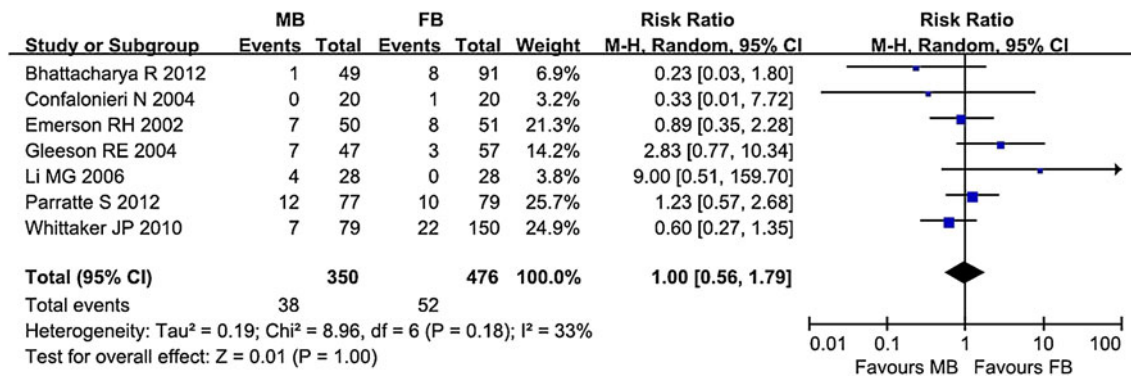 MB FB Risk Ratio Risk Ratio
Study or Subgroup Events Total Events Total Weight M-H, Random, 95% CI M-H, Random, 95% CI
Bhattacharya R 2012 1 49 8 91 6.9% 0.23 [0.03, 1.80]
Confalonieri N 2004 0 20 1 20 3.2% 0.33 [0.01, 7.72]
Emerson RH 2002 7 50 8 51 21.3% 0.89 [0.35, 2.28]
Gleeson RE 2004 7 47 3 57 14.2% 2.83 [0.77, 10.34]
Li MG 2006 4 28 0 28 3.8% 9.00 [0.51, 159.70]
Parratte S 2012 12 77 10 79 25.7% 1.23 [0.57, 2.68]
Whittaker JP 2010 7 79 22 150 24.9% 0.60 [0.27, 1.35]
Total (95% CI) 350 476 100.0% 1.00 [0.56, 1.79]
Total events 38 52
Heterogeneity: Tau² = 0.19; Chi² = 8.96, df = 6 (P = 0.18); I² = 33%
Test for overall effect: Z = 0.01 (P = 1.00)
0.01 0.1 1 10 100
Favours MB Favours FB